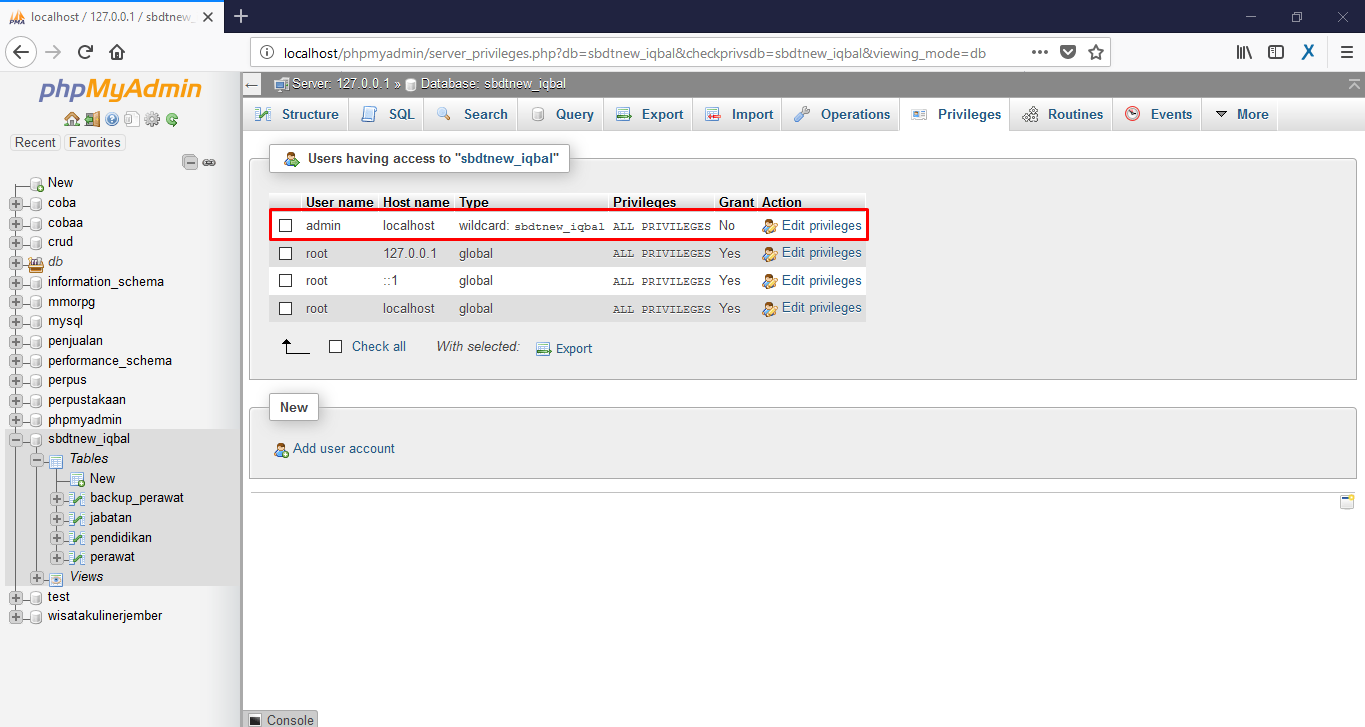 localhost / 127.0.0.1 / sbdtnew_
localhost/phpmyadmin/server_privileges.php?db=sbdtnew_iqbal&checkprivsdb=sbdtnew_iqbal&viewing_mode=db
phpMyAdmin
Recent Favorites
New
coba
cobaa
crud
db
information_schema
mmorpg
mysql
penjualan
performance_schema
perpus
perpustakaan
phpmyadmin
sbdtnew_iqbal
Tables
New
backup_perawat
jabatan
pendidikan
perawat
Views
test
wisatakulinerjember
Server: 127.0.0.1 » Database: sbdtnew_iqbal
Structure SQL Search Query Export Import Operations Privileges Routines Events More
Users having access to "sbdtnew_iqbal"
User name Host name Type Privileges Grant Action
admin localhost wildcard: sbdtnew_iqbal ALL PRIVILEGES No Edit privileges
root 127.0.0.1 global ALL PRIVILEGES Yes Edit privileges
root ::1 global ALL PRIVILEGES Yes Edit privileges
root localhost global ALL PRIVILEGES Yes Edit privileges
Check all With selected: Export
New
Add user account
Console